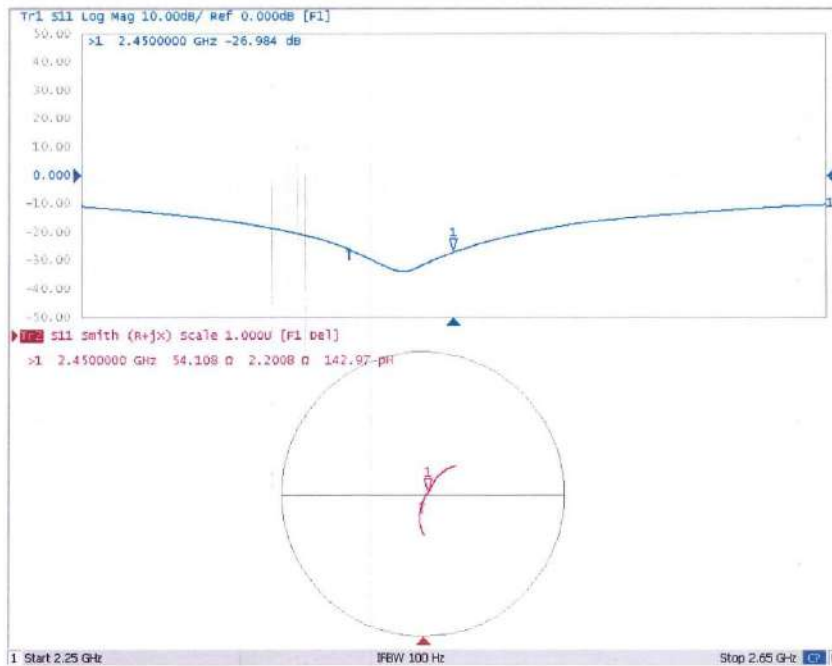 Tr1 S11 Log Mag 10.00dB/ Ref 0.000dB [F1]
50.00
>1 2.4500000 GHz -26.984 dB
40.00
30.00
20.00
10.00
0.000
-10.00
1
-20.00
1
-30.00
-40.00
-50.00
Tr2 S11 Smith (R+jX) Scale 1.000U [F1 Del]
>1 2.4500000 GHz 54.108 Ω 2.2008 Ω 142.97 pH
1
1 Start 2.25 GHz IFBW 100 Hz Stop 2.65 GHz